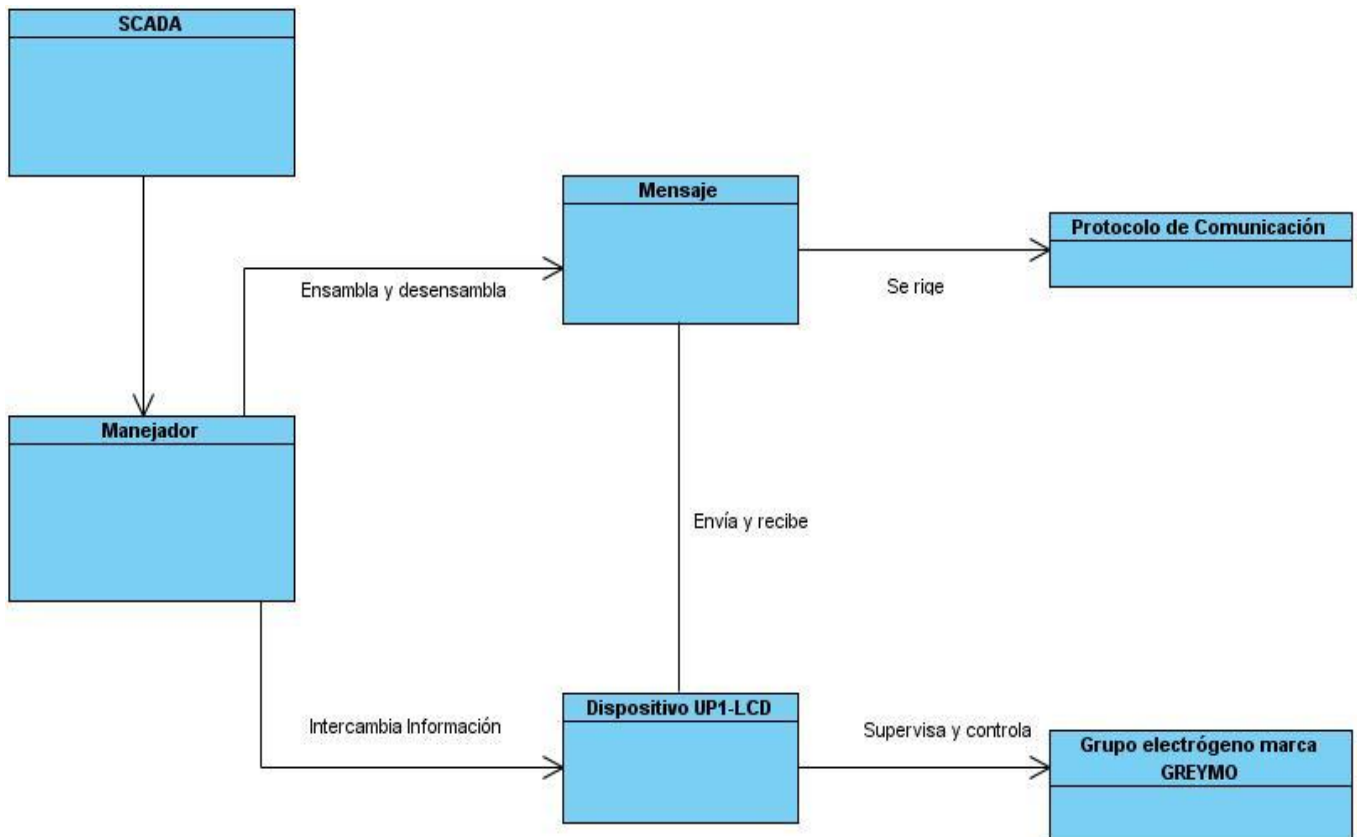 SCADA
Mensaje
Protocolo de Comunicación
Ensambla y desensambla
Se rige
Manejador
Envía y recibe
Dispositivo UP1-LCD
Intercambia Información
Supervisa y controla
Grupo electrógeno marca
GREYMO